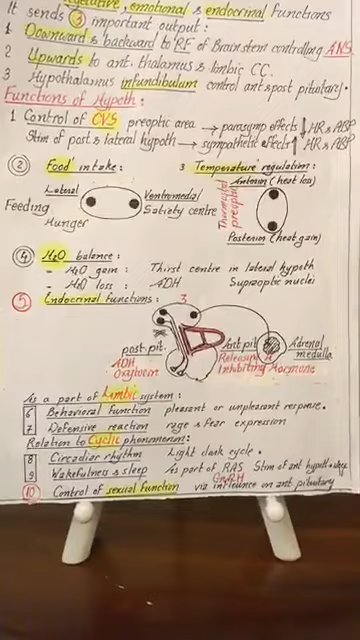 getative, emotional & endocrinal Functions
It sends 3 important output:
1 Downward & backward to RF of Brainstem controlling ANS
2 Upwards to ant. thalamus & limbic CC.
3 Hypothalamus infundibulum control ant & post pituitary.
Functions of Hypoth:
1 Control of CVS preoptic area → parasymp effects ↓ HR & ABP
Stim of post & lateral hypoth → sympathetic effects ↑ HR & ABP
2 Food intake:
3 Temperature regulation:
Anterior (heat loss)
Lateral
Ventromedial
Feeding
Satiety centre
Hunger
Thermostat
preoptic
Posterior (heat gain)
4 H2O balance:
- H2O gain: Thirst centre in lateral hypoth
- H2O loss: ADH Supraoptic nuclei
5 Endocrinal functions:
3
post. pit.
Ant pit
Adrenal
medulla
ADH
Oxytocin
Releasing &
Inhibiting Hormone
As a part of Limbic system:
6 Behavioral Function pleasant or unpleasant response.
7 Defensive reaction rage & fear expression
Relation to Cyclic phenomenon:
8 Circadian rhythm Light dark cycle.
9 Wakefulness & sleep As part of RAS Stim of ant hypoth → sleep
GnRH
10 Control of sexual function via influence on ant pituitary